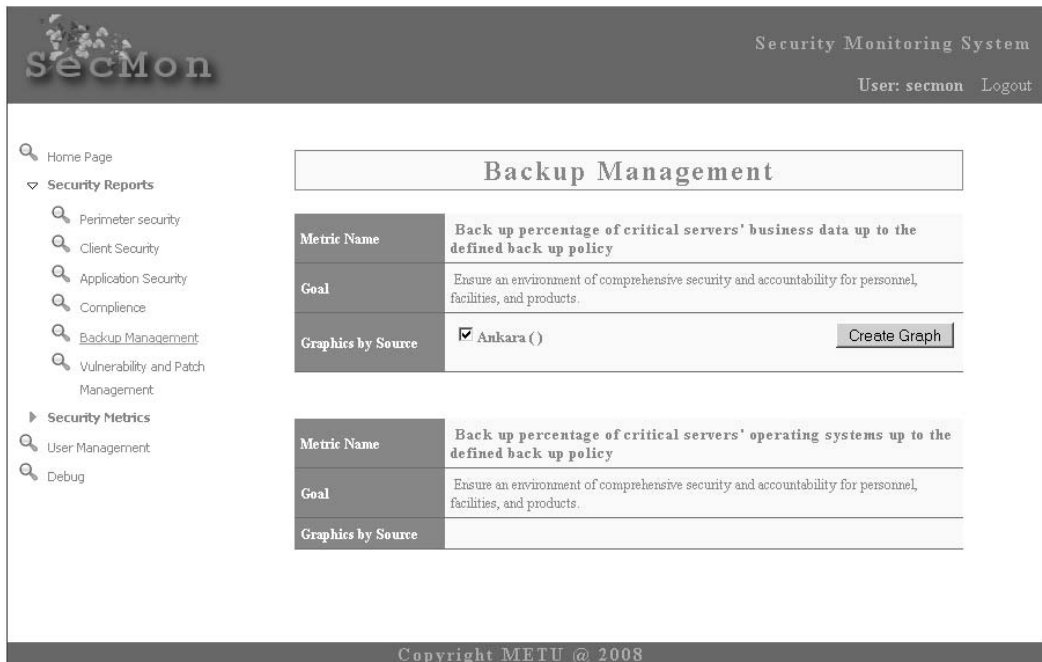 SecMon
Security Monitoring System
User: secmon Logout
Home Page
Security Reports
Perimeter security
Client Security
Application Security
Complience
Backup Management
Vulnerability and Patch
Management
Security Metrics
User Management
Debug
Backup Management
Metric Name
Back up percentage of critical servers' business data up to the
defined back up policy
Goal
Ensure an environment of comprehensive security and accountability for personnel,
facilities, and products.
Graphics by Source
Ankara ( )
Create Graph
Metric Name
Back up percentage of critical servers' operating systems up to the
defined back up policy
Goal
Ensure an environment of comprehensive security and accountability for personnel,
facilities, and products.
Graphics by Source
Copyright METU @ 2008